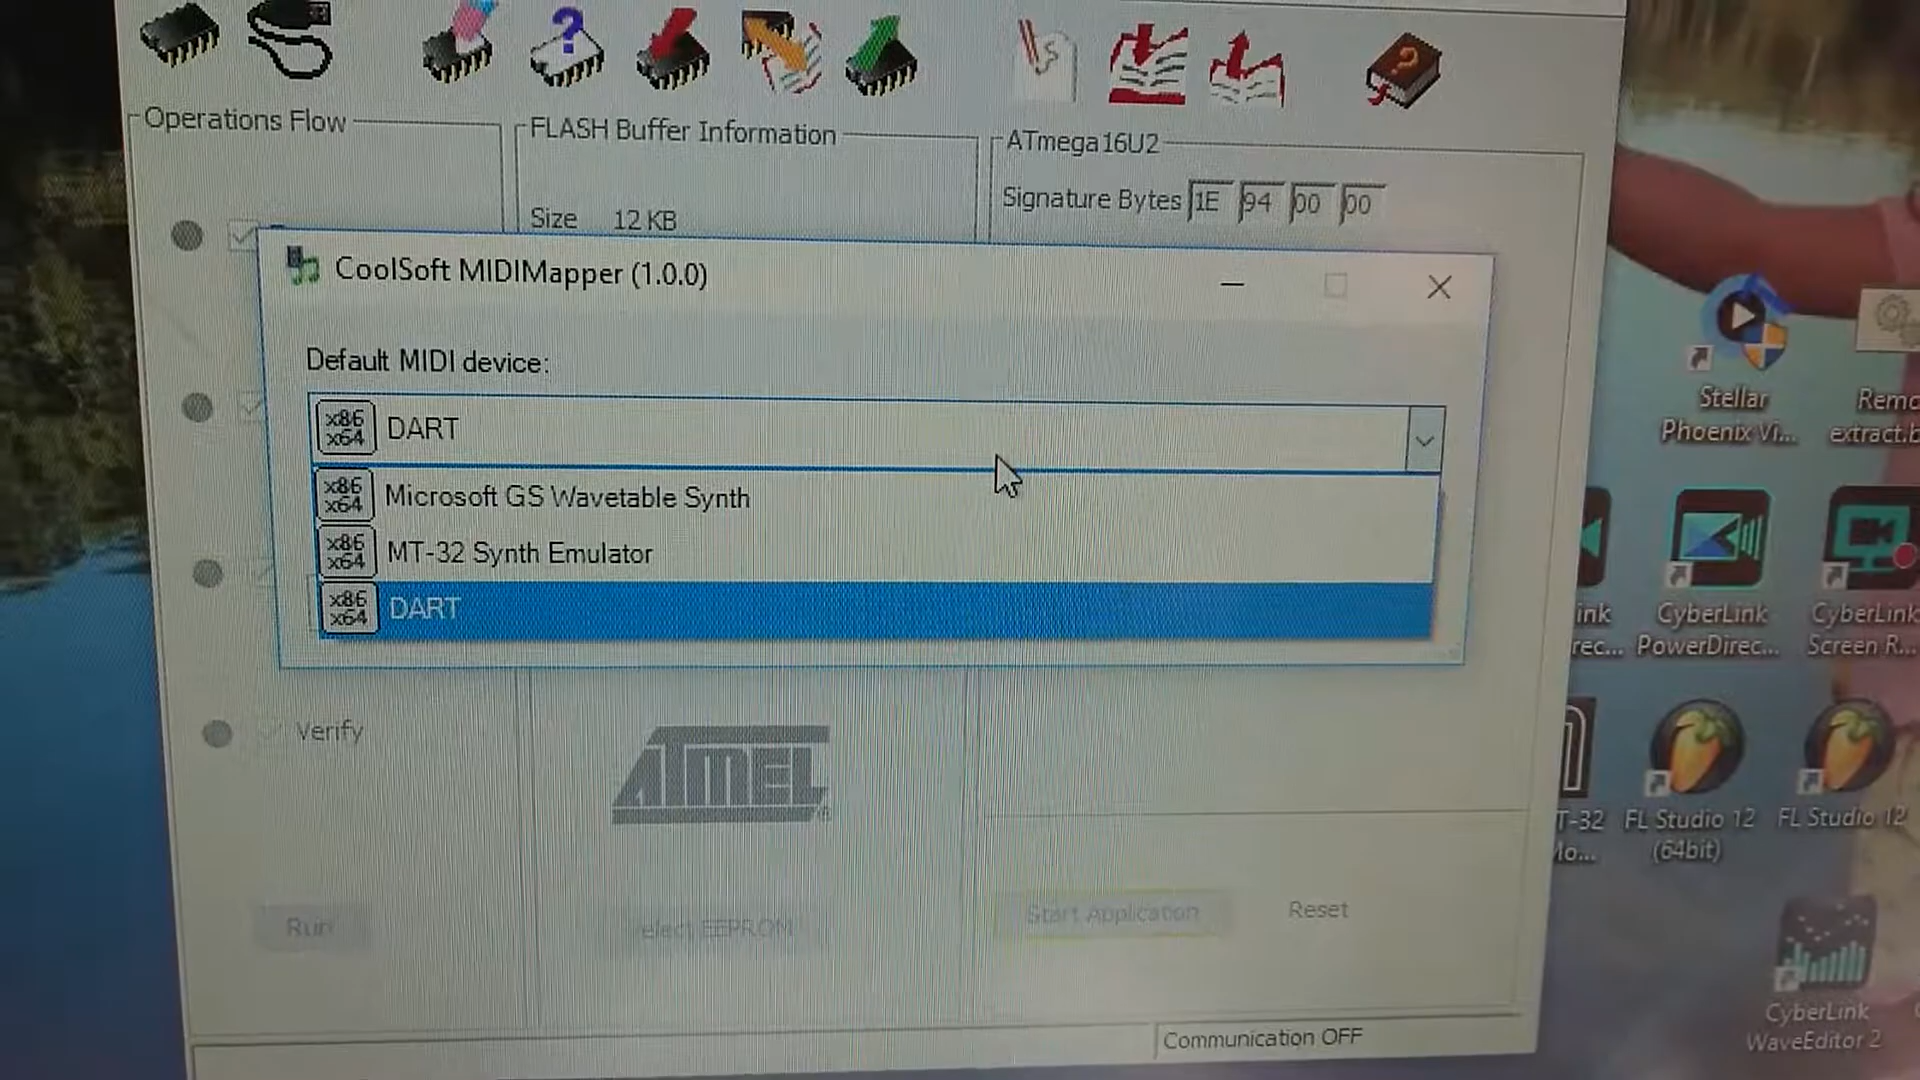 Operations Flow
FLASH Buffer Information
ATmega16U2
Signature Bytes 1E 94 00 00
Size 12 KB
CoolSoft MIDIMapper (1.0.0)
Default MIDI device:
x86 x64 DART
x86 x64 Microsoft GS Wavetable Synth
x86 x64 MT-32 Synth Emulator
x86 x64 DART
Verify
ATMEL
Run
elect EEPROM
Start Application
Reset
Communication OFF
Stellar
Phoenix Vi...
Remo
extract.b
ink
rec...
CyberLink
PowerDirec...
CyberLink
Screen R...
T-32
Mo...
FL Studio 12
(64bit)
FL Studio 12
CyberLink
WaveEditor 2